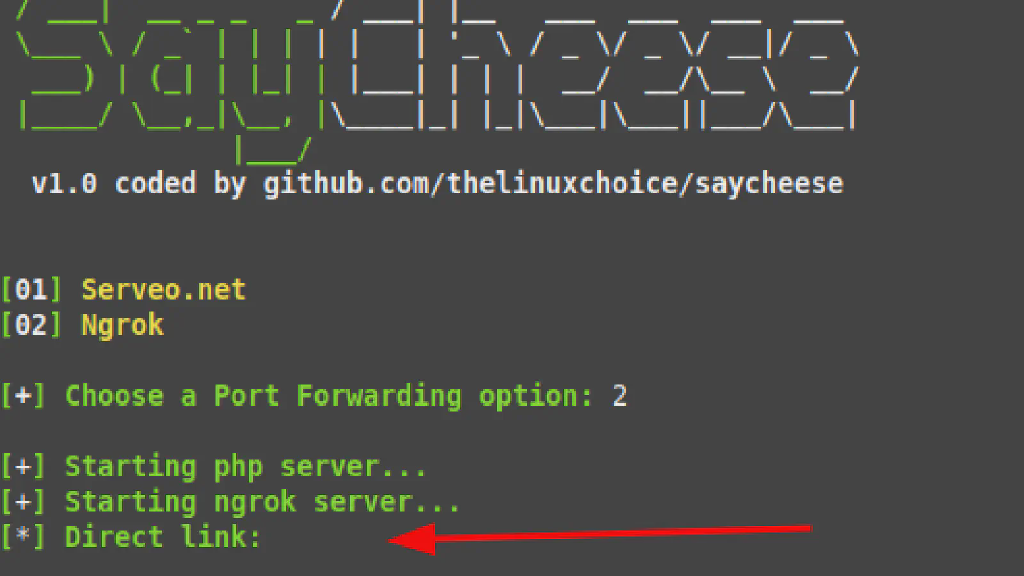 SayCheese
v1.0 coded by github.com/thelinuxchoice/saycheese
[01] Serveo.net
[02] Ngrok
[+] Choose a Port Forwarding option: 2
[+] Starting php server...
[+] Starting ngrok server...
[*] Direct link: